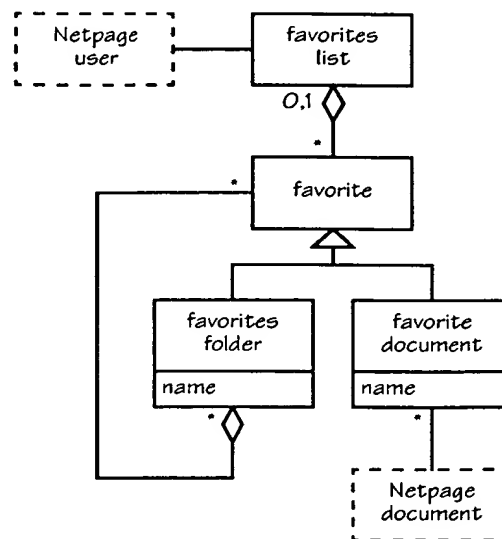 Netpage
user
favorites
list
0,1
*
*
favorite
favorites
folder
name
favorite
document
name
*
*
Netpage
document